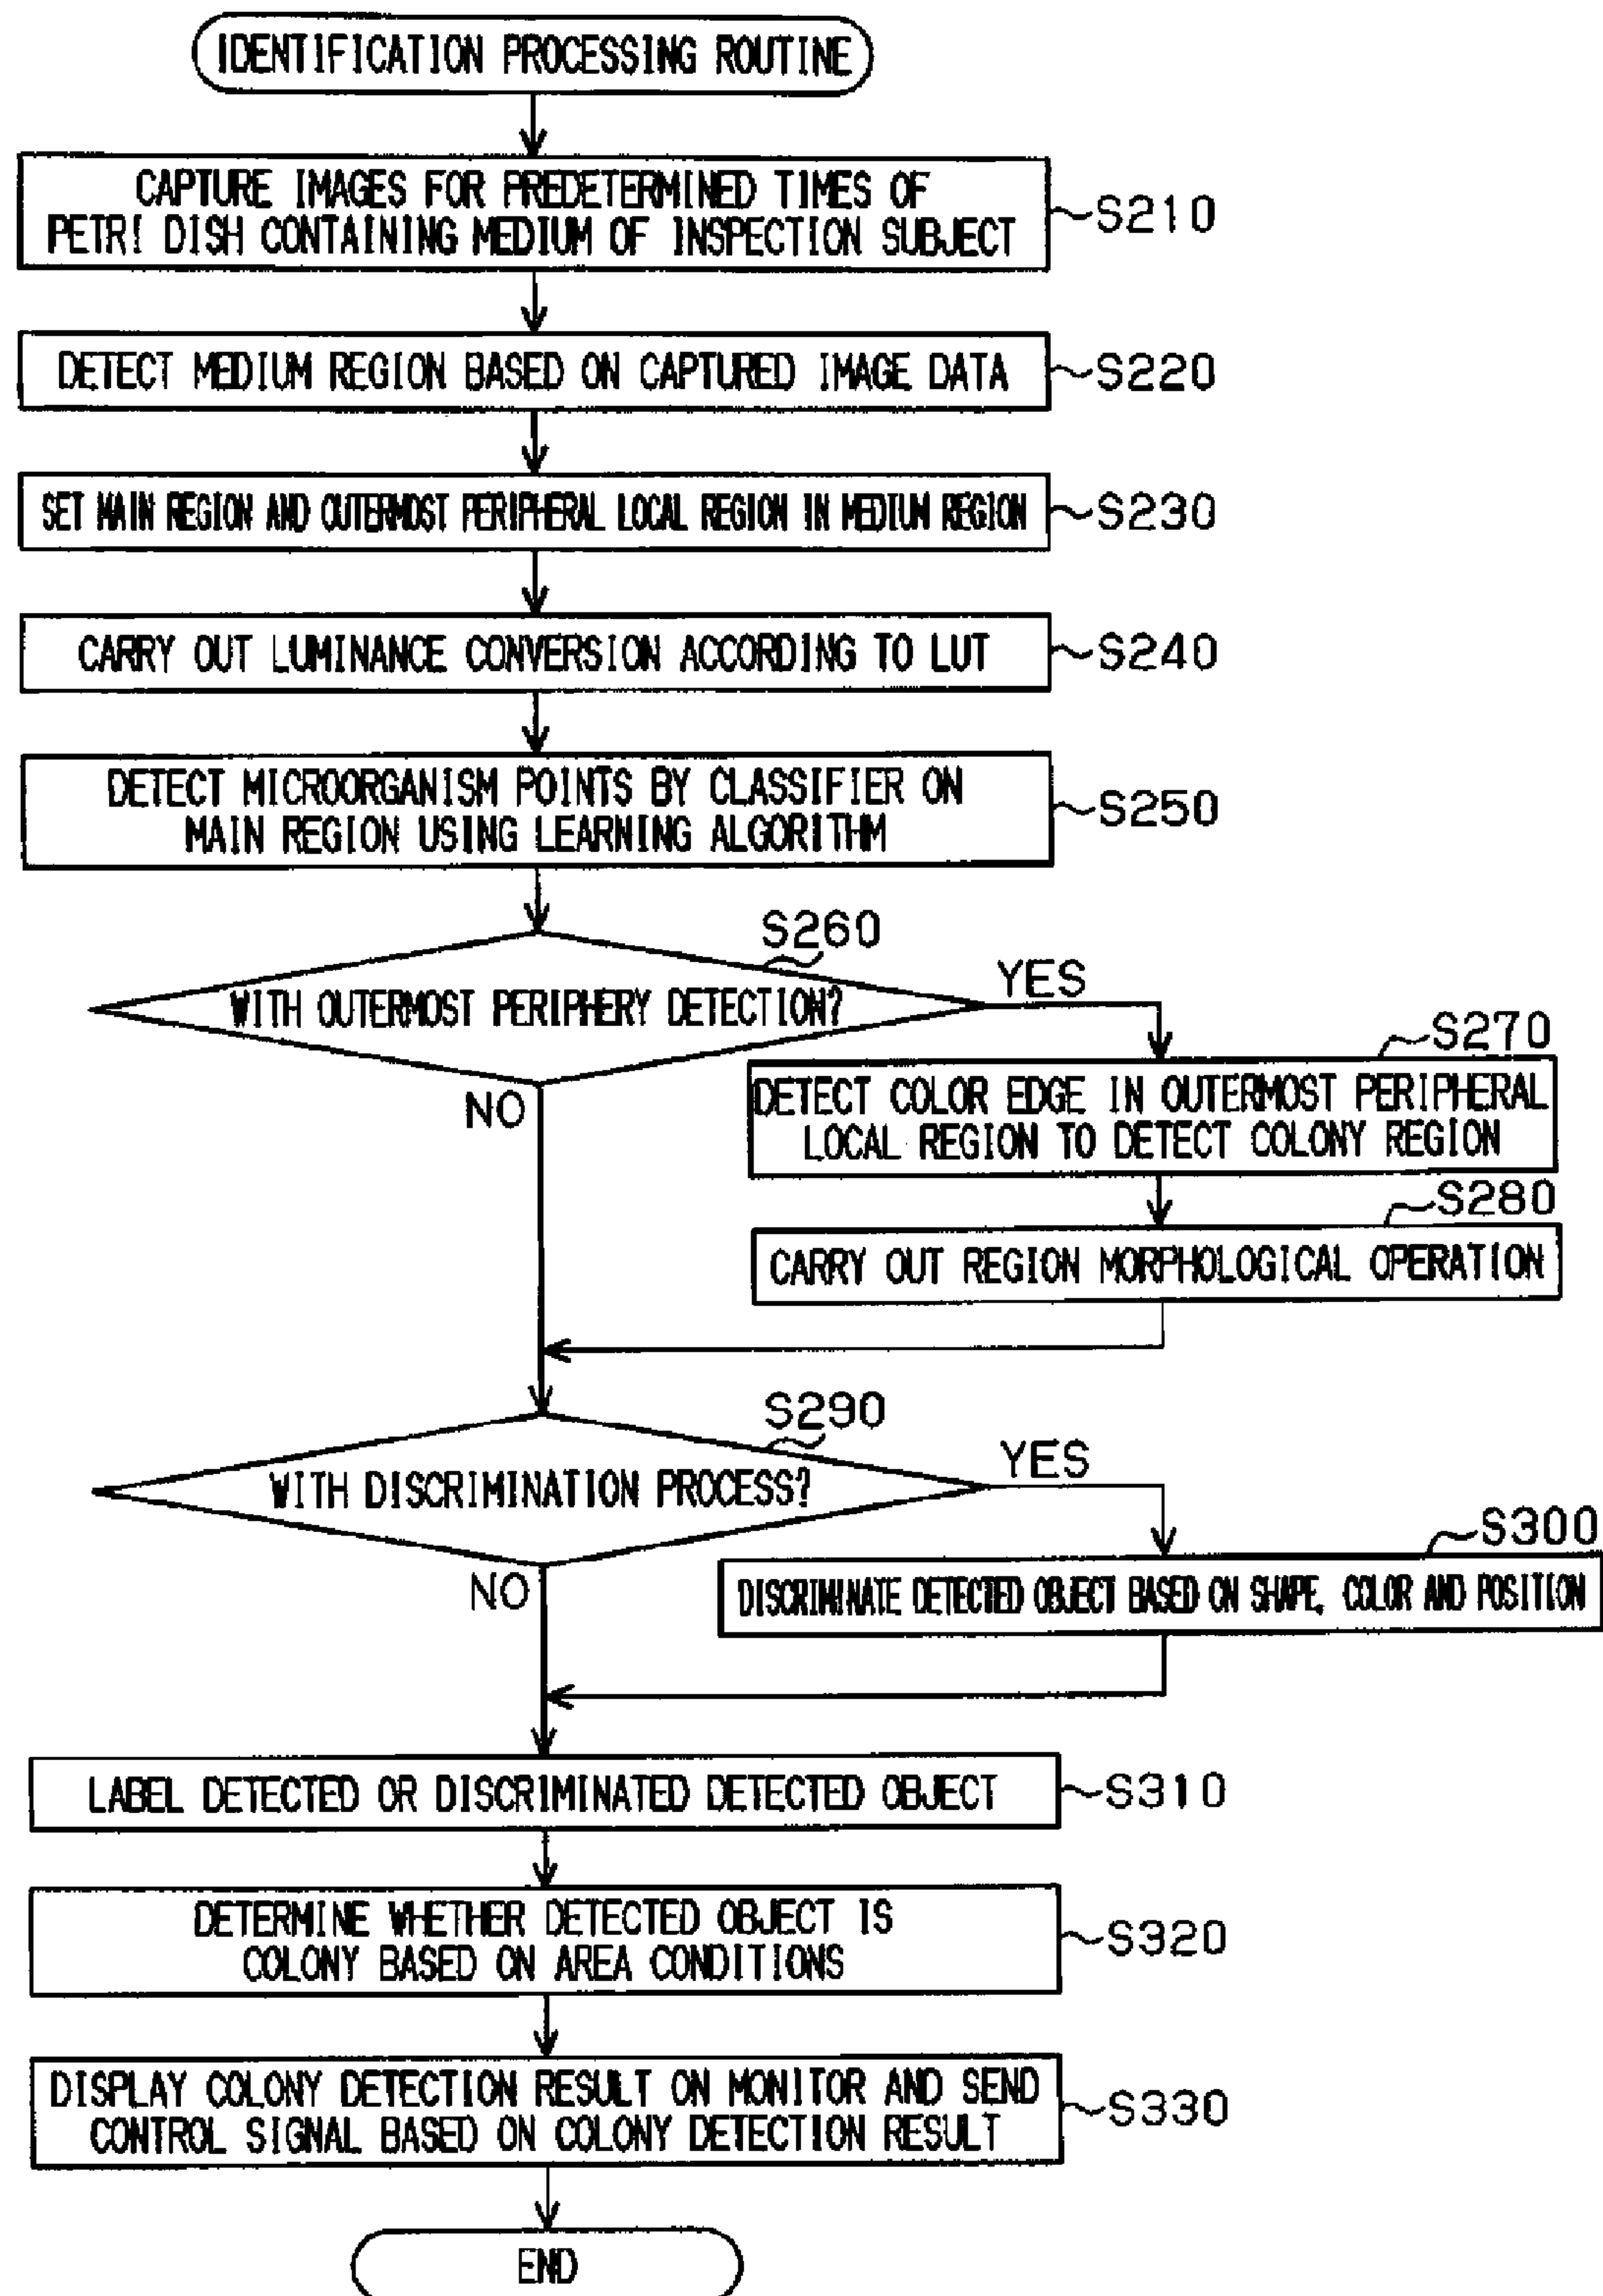 IDENTIFICATION PROCESSING ROUTINE
CAPTURE IMAGES FOR PREDETERMINED TIMES OF
PETRI DISH CONTAINING MEDIUM OF INSPECTION SUBJECT
S210
DETECT MEDIUM REGION BASED ON CAPTURED IMAGE DATA
S220
SET MAIN REGION AND OUTERMOST PERIPHERAL LOCAL REGION IN MEDIUM REGION
S230
CARRY OUT LUMINANCE CONVERSION ACCORDING TO LUT
S240
DETECT MICROORGANISM POINTS BY CLASSIFIER ON
MAIN REGION USING LEARNING ALGORITHM
S250
S260
WITH OUTERMOST PERIPHERY DETECTION?
YES
NO
S270
DETECT COLOR EDGE IN OUTERMOST PERIPHERAL
LOCAL REGION TO DETECT COLONY REGION
S280
CARRY OUT REGION MORPHOLOGICAL OPERATION
S290
WITH DISCRIMINATION PROCESS?
YES
NO
S300
DISCRIMINATE DETECTED OBJECT BASED ON SHAPE, COLOR AND POSITION
LABEL DETECTED OR DISCRIMINATED DETECTED OBJECT
S310
DETERMINE WHETHER DETECTED OBJECT IS
COLONY BASED ON AREA CONDITIONS
S320
DISPLAY COLONY DETECTION RESULT ON MONITOR AND SEND
CONTROL SIGNAL BASED ON COLONY DETECTION RESULT
S330
END